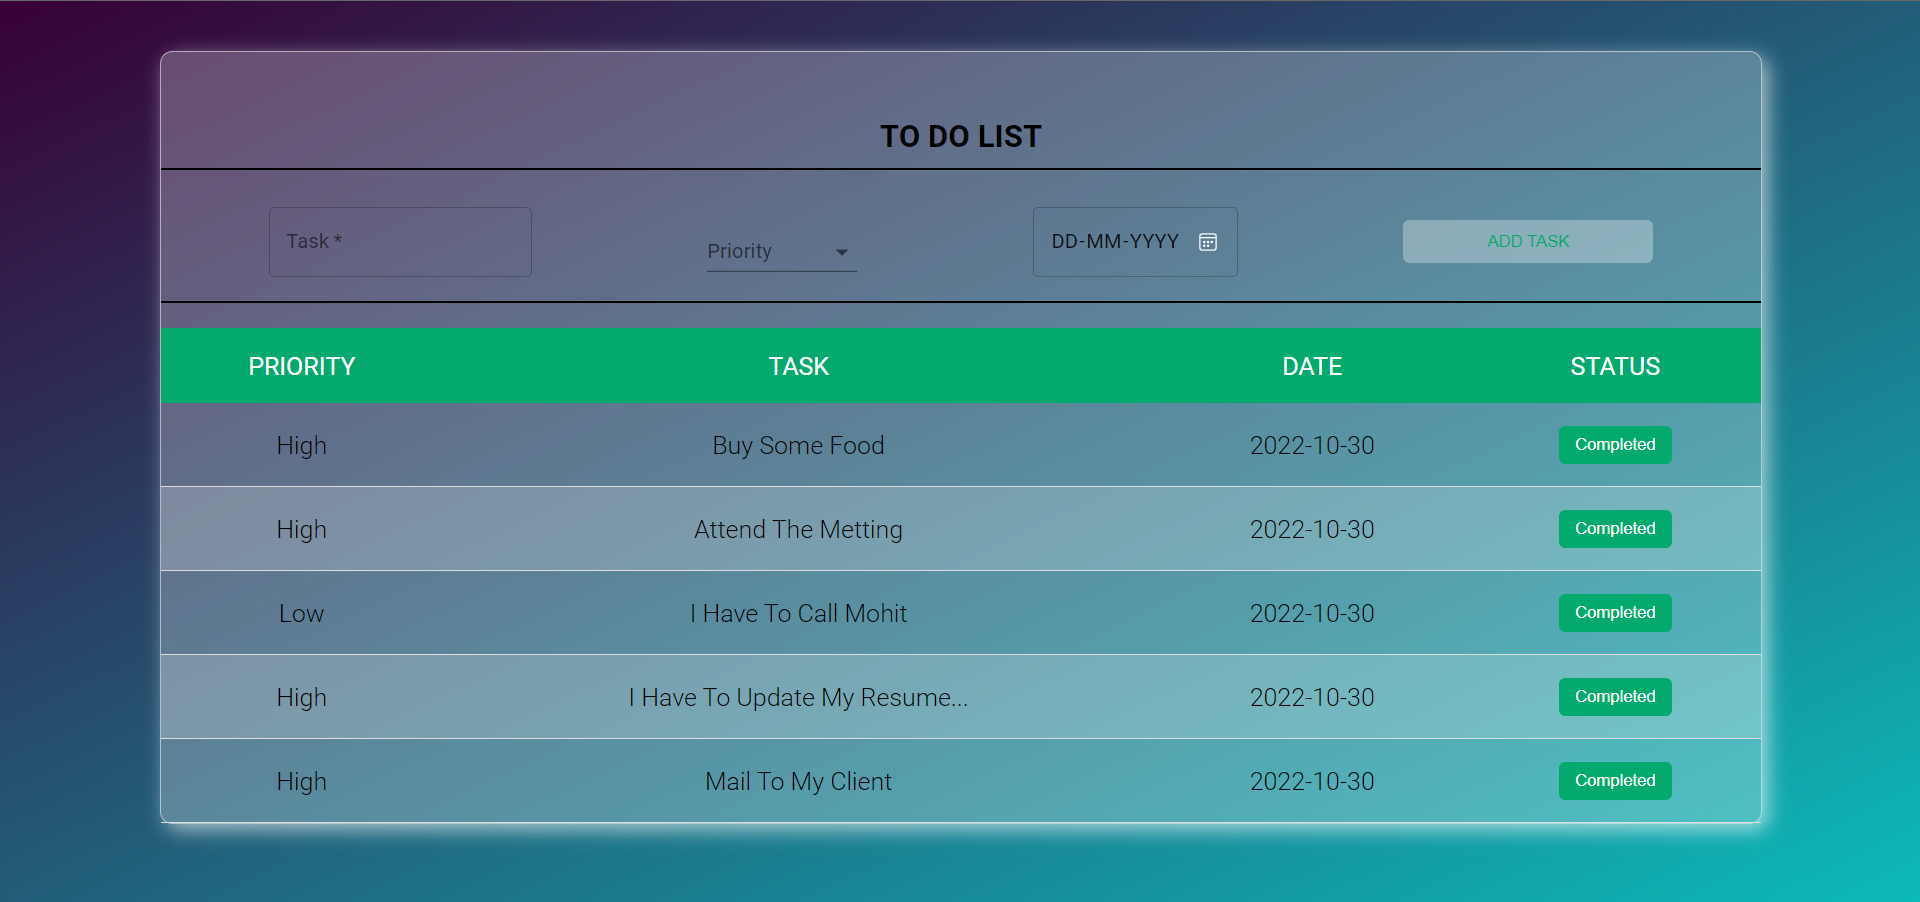 TO DO LIST
Task *
Priority
DD-MM-YYYY
ADD TASK
PRIORITY TASK DATE STATUS
High Buy Some Food 2022-10-30 Completed
High Attend The Metting 2022-10-30 Completed
Low I Have To Call Mohit 2022-10-30 Completed
High I Have To Update My Resume... 2022-10-30 Completed
High Mail To My Client 2022-10-30 Completed